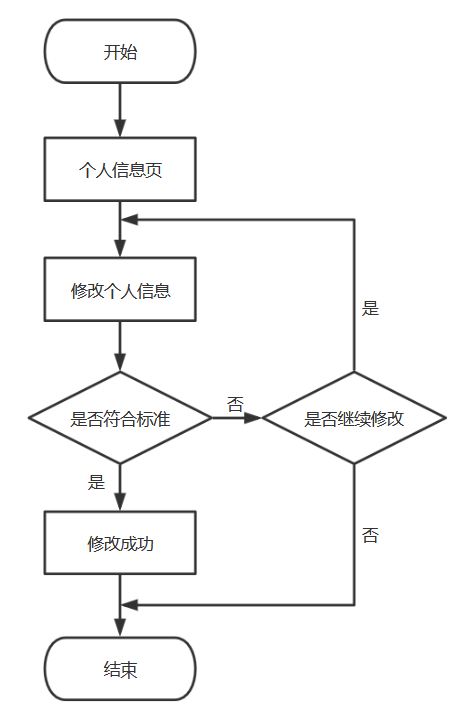 开始
个人信息页
修改个人信息
是
是否符合标准
否
是否继续修改
是
修改成功
否
结束